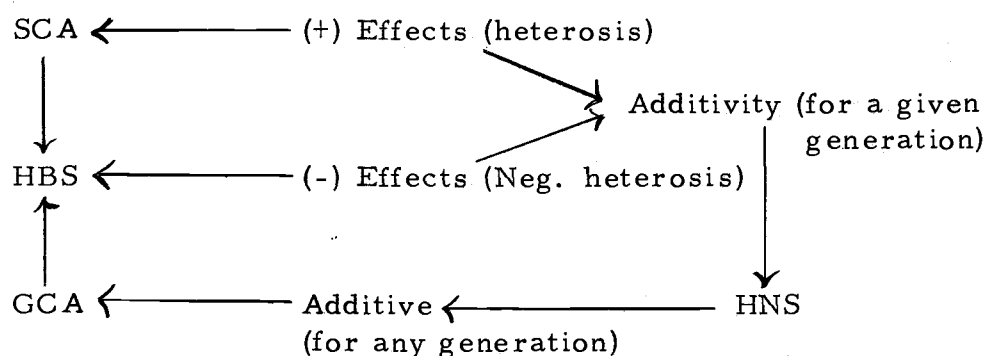 SCA (+) Effects (heterosis)
Additivity (for a given
generation)
HBS (-) Effects (Neg. heterosis)
GCA Additive HNS
(for any generation)